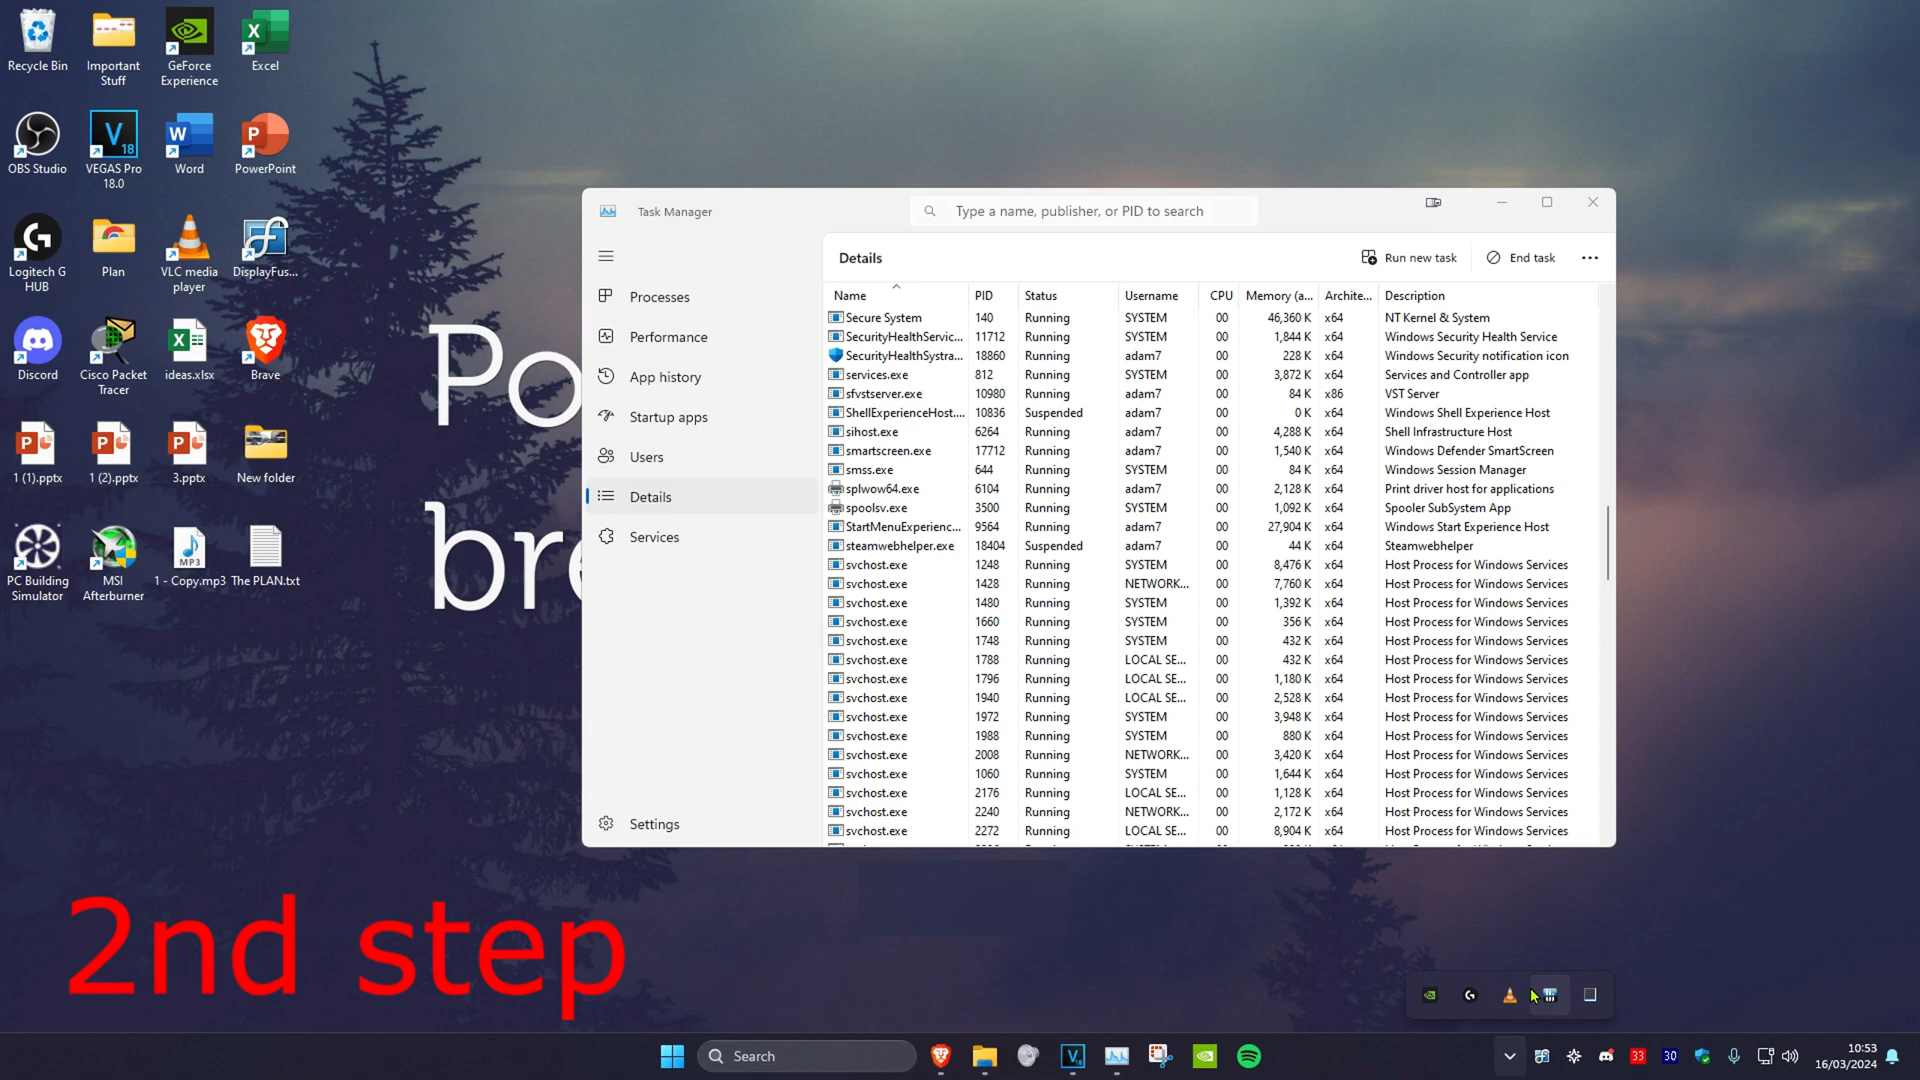 Recycle Bin
Important
Stuff
GeForce
Experience
Excel
OBS Studio
VEGAS Pro
18.0
Word
PowerPoint
Logitech G
HUB
Plan
VLC media
player
DisplayFus...
Discord
Cisco Packet
Tracer
ideas.xlsx
Brave
1 (1).pptx
1 (2).pptx
3.pptx
New folder
PC Building
Simulator
MSI
Afterburner
1 - Copy.mp3
The PLAN.txt
Po
bre
Task Manager
Type a name, publisher, or PID to search
Processes
Performance
App history
Startup apps
Users
Details
Services
Settings
Details
Run new task
End task
Name PID Status Username CPU Memory (a... Archite... Description
Secure System 140 Running SYSTEM 00 46,360 K x64 NT Kernel & System
SecurityHealthServic... 11712 Running SYSTEM 00 1,844 K x64 Windows Security Health Service
SecurityHealthSystra... 18860 Running adam7 00 228 K x64 Windows Security notification icon
services.exe 812 Running SYSTEM 00 3,872 K x64 Services and Controller app
sfvstserver.exe 10980 Running adam7 00 84 K x86 VST Server
ShellExperienceHost.... 10836 Suspended adam7 00 0 K x64 Windows Shell Experience Host
sihost.exe 6264 Running adam7 00 4,288 K x64 Shell Infrastructure Host
smartscreen.exe 17712 Running adam7 00 1,540 K x64 Windows Defender SmartScreen
smss.exe 644 Running SYSTEM 00 84 K x64 Windows Session Manager
splwow64.exe 6104 Running adam7 00 2,128 K x64 Print driver host for applications
spoolsv.exe 3500 Running SYSTEM 00 1,092 K x64 Spooler SubSystem App
StartMenuExperienc... 9564 Running adam7 00 27,904 K x64 Windows Start Experience Host
steamwebhelper.exe 18404 Suspended adam7 00 44 K x64 Steamwebhelper
svchost.exe 1248 Running SYSTEM 00 8,476 K x64 Host Process for Windows Services
svchost.exe 1428 Running NETWORK... 00 7,760 K x64 Host Process for Windows Services
svchost.exe 1480 Running SYSTEM 00 1,392 K x64 Host Process for Windows Services
svchost.exe 1660 Running SYSTEM 00 356 K x64 Host Process for Windows Services
svchost.exe 1748 Running SYSTEM 00 432 K x64 Host Process for Windows Services
svchost.exe 1788 Running LOCAL SE... 00 432 K x64 Host Process for Windows Services
svchost.exe 1796 Running LOCAL SE... 00 1,180 K x64 Host Process for Windows Services
svchost.exe 1940 Running LOCAL SE... 00 2,528 K x64 Host Process for Windows Services
svchost.exe 1972 Running SYSTEM 00 3,948 K x64 Host Process for Windows Services
svchost.exe 1988 Running SYSTEM 00 880 K x64 Host Process for Windows Services
svchost.exe 2008 Running NETWORK... 00 3,420 K x64 Host Process for Windows Services
svchost.exe 1060 Running SYSTEM 00 1,644 K x64 Host Process for Windows Services
svchost.exe 2176 Running LOCAL SE... 00 1,128 K x64 Host Process for Windows Services
svchost.exe 2240 Running NETWORK... 00 2,172 K x64 Host Process for Windows Services
svchost.exe 2272 Running LOCAL SE... 00 8,904 K x64 Host Process for Windows Services
2nd step
Search
33
30
10:53
16/03/2024